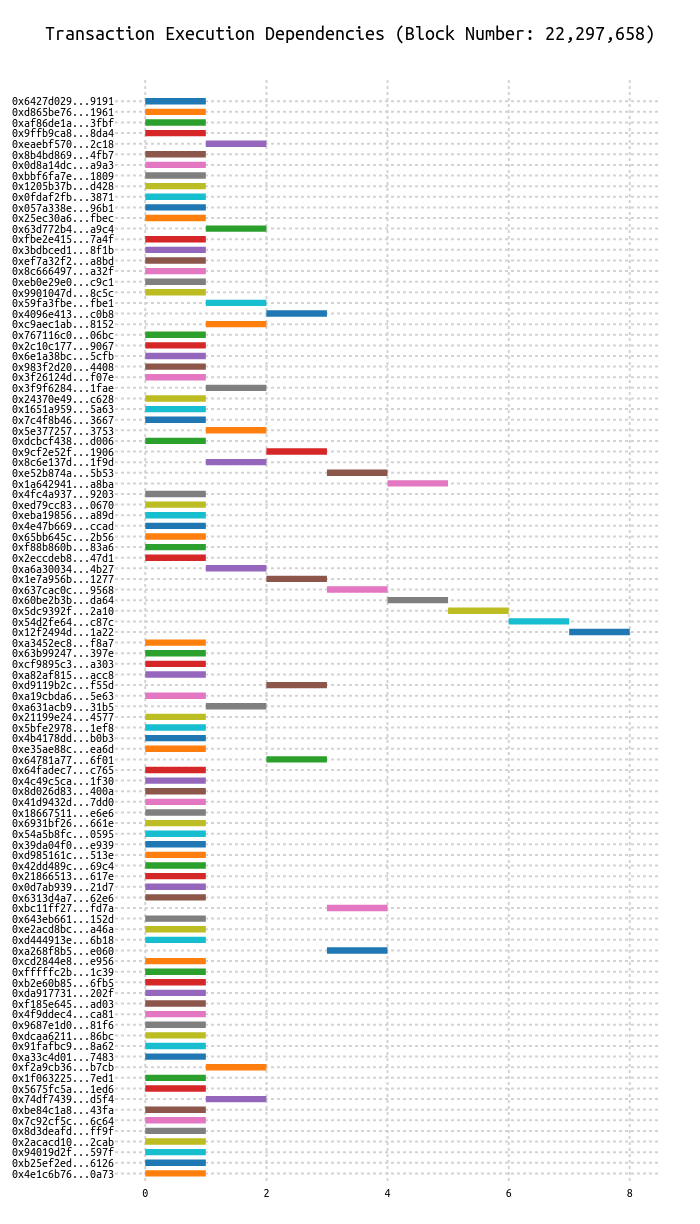 Transaction Execution Dependencies (Block Number: 22,297,658)
0x6427d029...9191
0xd865be76...1961
0xaf86de1a...3fbf
0x9ffb9ca8...8da4
0xeaebf570...2c18
0x8b4bd869...4fb7
0x0d8a14dc...a9a3
0xbbf6fa7e...1809
0x1205b37b...d428
0x0fdaf2fb...3871
0x057a338e...96b1
0x25ec30a6...fbec
0x63d772b4...a9c4
0xfbe2e415...7a4f
0x3bdbced1...8f1b
0xef7a32f2...a8bd
0x8c666497...a32f
0xeb0e29e0...c9c1
0x9901047d...8c5c
0x59fa3fbe...fbe1
0x4096e413...c0b8
0xc9aec1ab...8152
0x767116c0...06bc
0x2c10c177...9067
0x6e1a38bc...5cfb
0x983f2d20...4408
0x3f26124d...f07e
0x3f9f6284...1fae
0x24370e49...c628
0x1651a959...5a63
0x7c4f8b46...3667
0x5e377257...3753
0xdcbcf438...d006
0x9cf2e52f...1906
0x8c6e137d...1f9d
0xe52b874a...5b53
0x1a642941...a8ba
0x4fc4a937...9203
0xed79cc83...0670
0xeba19856...a89d
0x4e47b669...ccad
0x65bb645c...2b56
0xf88b860b...83a6
0x2eccdeb8...47d1
0xa6a30034...4b27
0x1e7a956b...1277
0x637cac0c...9568
0x60be2b3b...da64
0x5dc9392f...2a10
0x54d2fe64...c87c
0x12f2494d...1a22
0xa3452ec8...f8a7
0x63b99247...397e
0xcf9895c3...a303
0xa82af815...acc8
0xd9119b2c...f55d
0xa19cbda6...5e63
0xa631acb9...31b5
0x21199e24...4577
0x5bfe2978...1ef8
0x4b4178dd...b0b3
0xe35ae88c...ea6d
0x64781a77...6f01
0x64fadec7...c765
0x4c49c5ca...1f30
0x8d026d83...400a
0x41d9432d...7dd0
0x18667511...e6e6
0x6931bf26...661e
0x54a5b8fc...0595
0x39da04f0...e939
0xd985161c...513e
0x42dd489c...69c4
0x21866513...617e
0x0d7ab939...21d7
0x6313d4a7...62e6
0xbc11ff27...fd7a
0x643eb661...152d
0xe2acd8bc...a46a
0xd444913e...6b18
0xa268f8b5...e060
0xcd2844e8...e956
0xfffffc2b...1c39
0xb2e60b85...6fb5
0xda917731...202f
0xf185e645...ad03
0x4f9ddec4...ca81
0x9687e1d0...81f6
0xdcaa6211...86bc
0x91fafbc9...8a62
0xa33c4d01...7483
0xf2a9cb36...b7cb
0x1f063225...7ed1
0x5675fc5a...1ed6
0x74df7439...d5f4
0xbe84c1a8...43fa
0x7c92cf5c...6c64
0x8d3deafd...ff9f
0x2acacd10...2cab
0x94019d2f...597f
0xb25ef2ed...6126
0x4e1c6b76...0a73
0 2 4 6 8